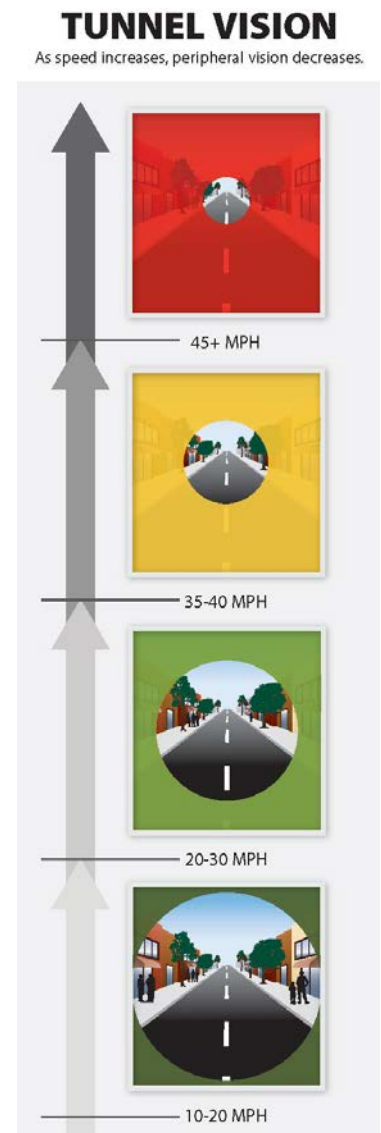 TUNNEL VISION
As speed increases, peripheral vision decreases.
45+ MPH
35-40 MPH
20-30 MPH
10-20 MPH